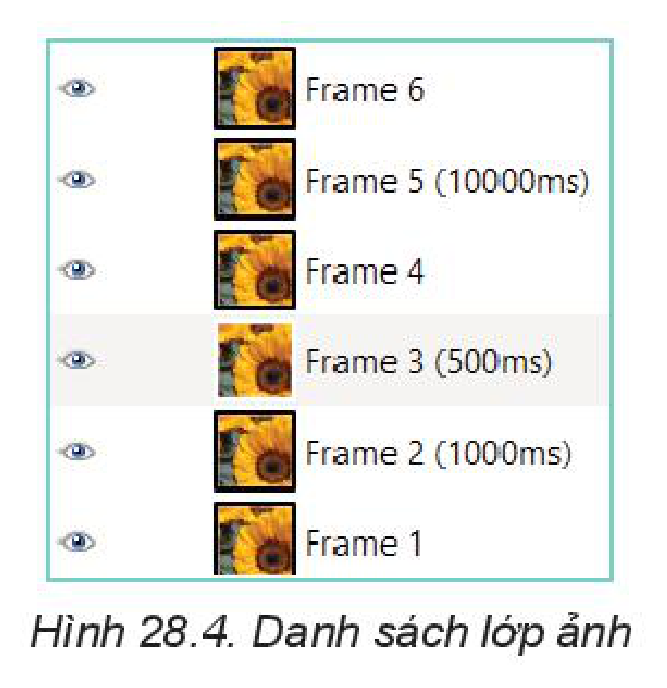 Frame 6
Frame 5 (10000ms)
Frame 4
Frame 3 (500ms)
Frame 2 (1000ms)
Frame 1
Hình 28.4. Danh sách lớp ảnh